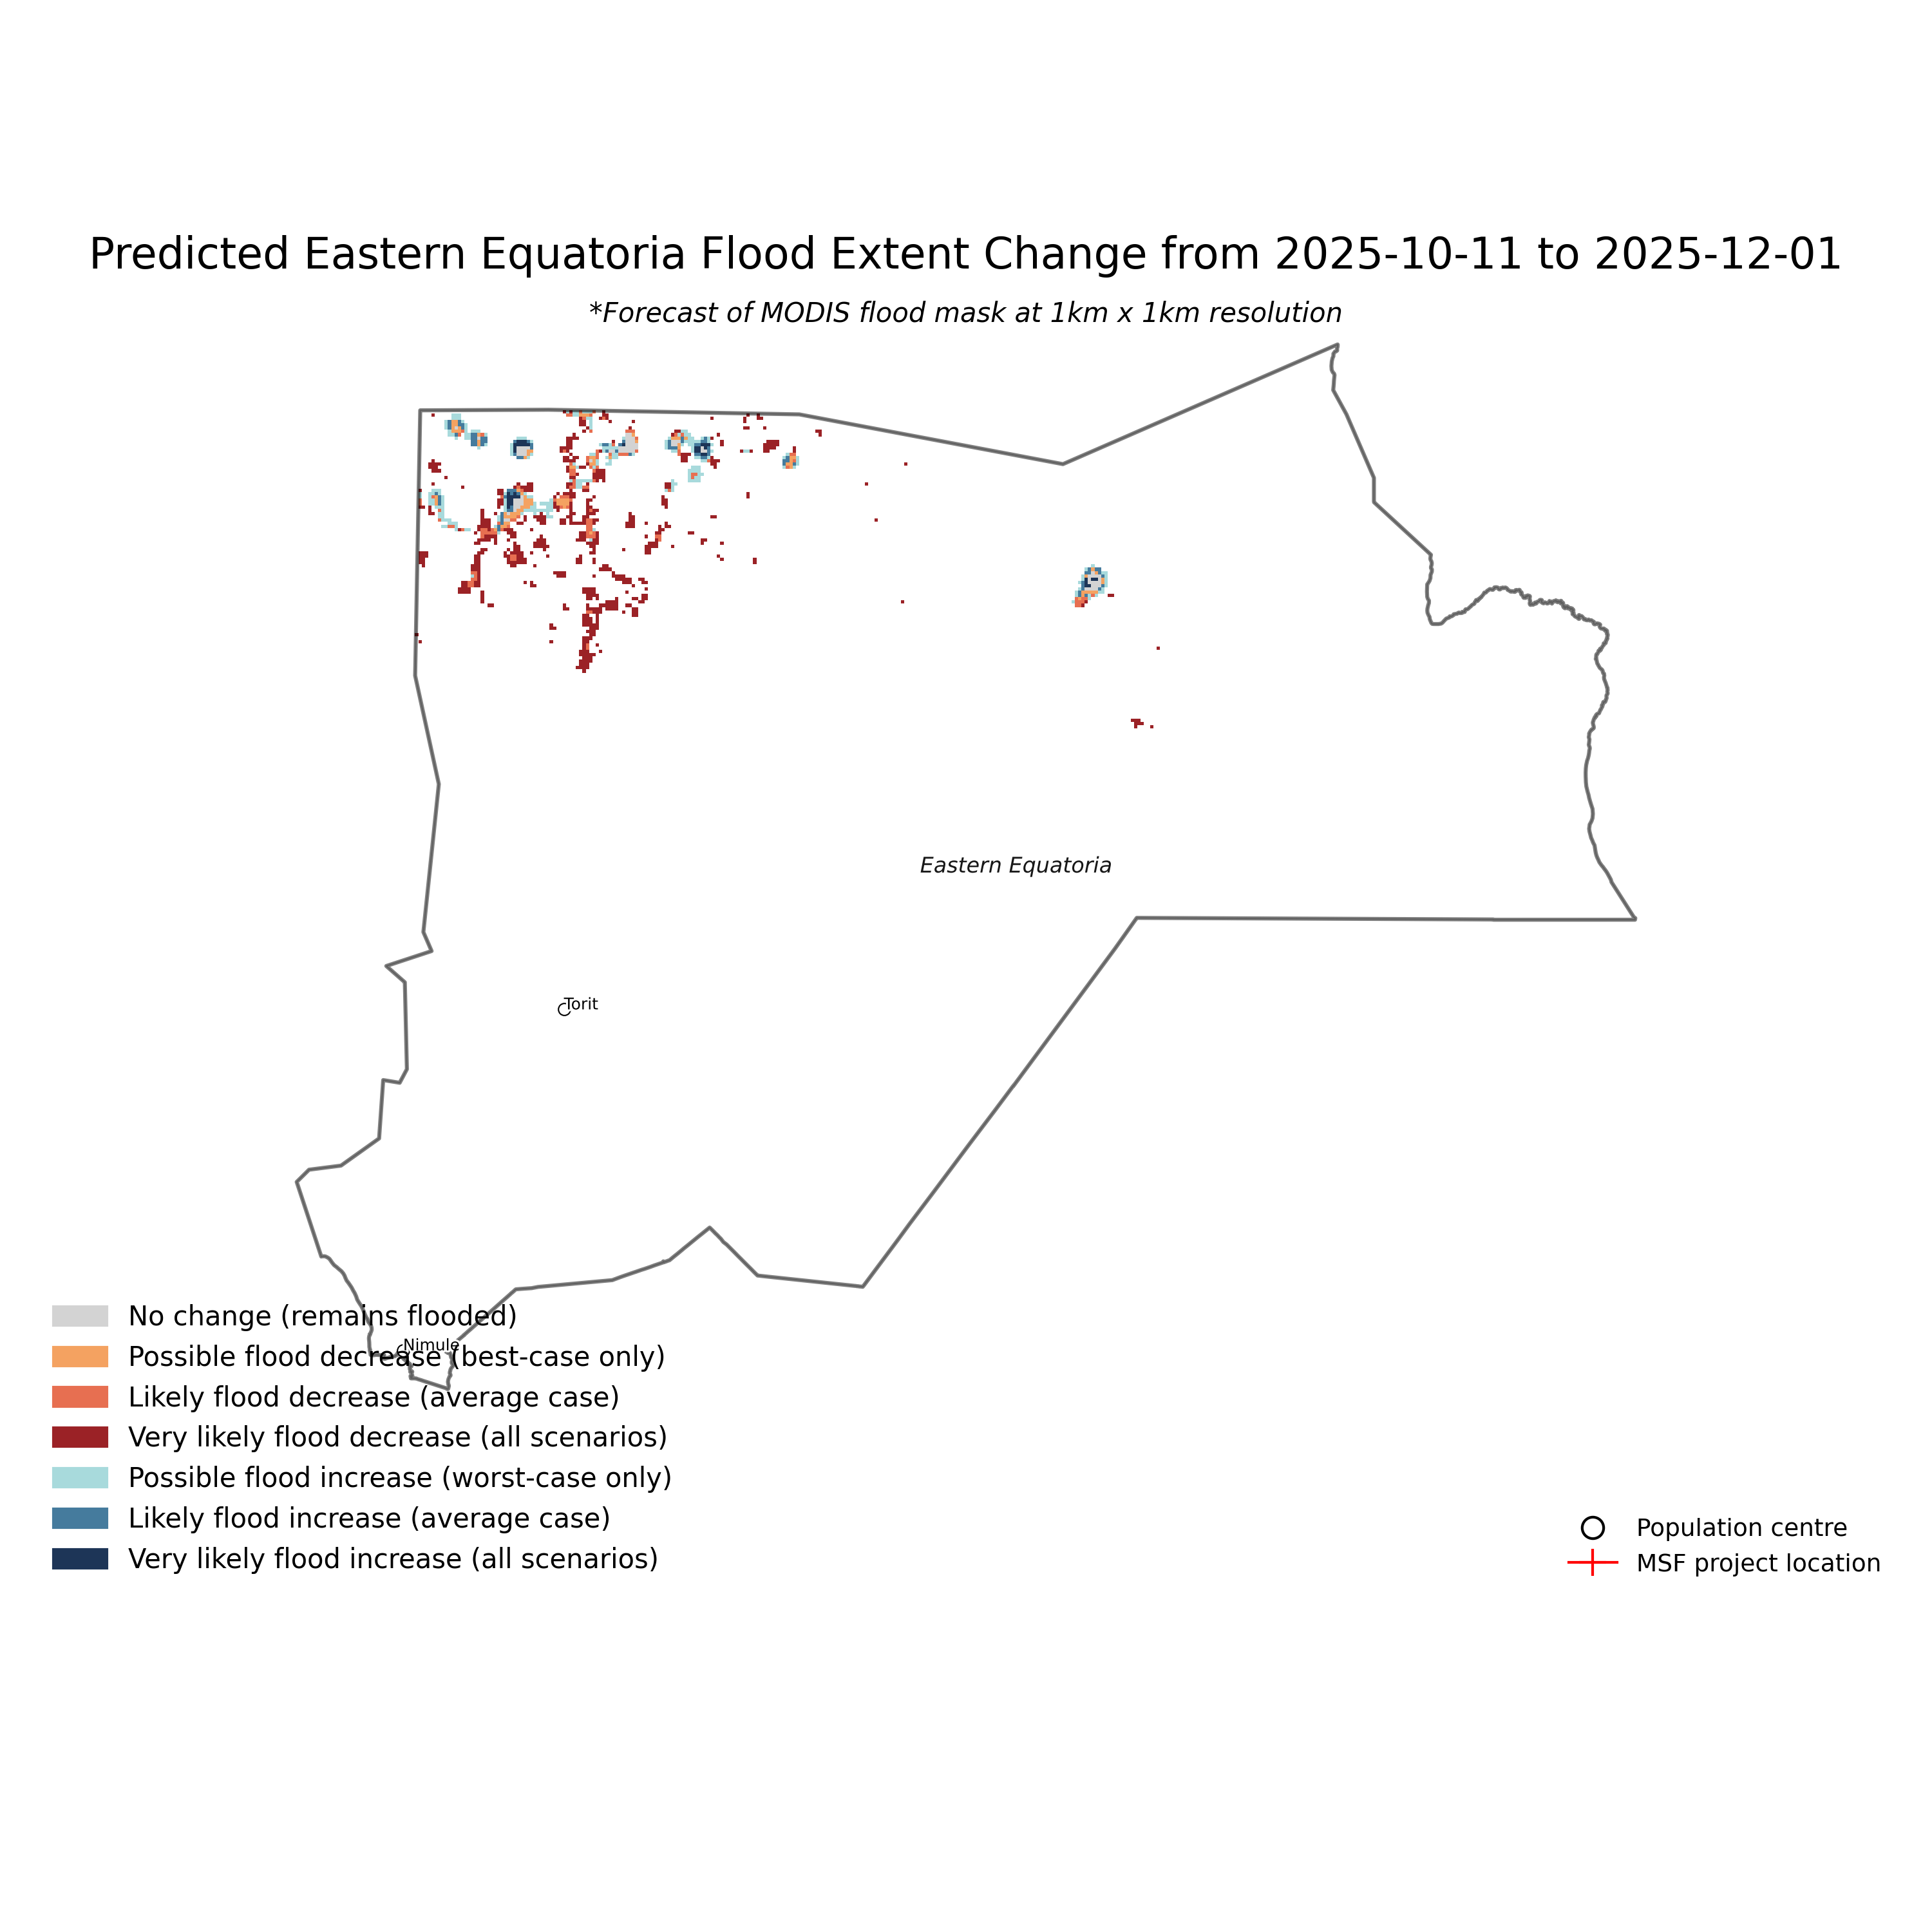 Predicted Eastern Equatoria Flood Extent Change from 2025-10-11 to 2025-12-01
*Forecast of MODIS flood mask at 1km x 1km resolution
Eastern Equatoria
Torit
Nimule
No change (remains flooded)
Possible flood decrease (best-case only)
Likely flood decrease (average case)
Very likely flood decrease (all scenarios)
Possible flood increase (worst-case only)
Likely flood increase (average case)
Very likely flood increase (all scenarios)
Population centre
MSF project location